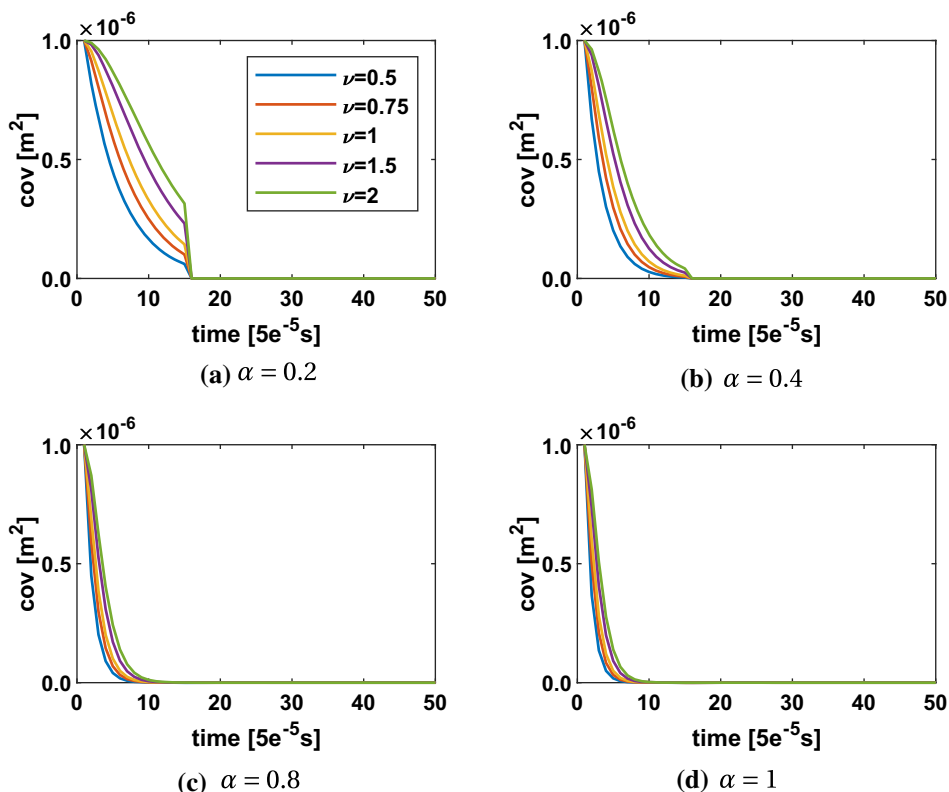 ×10⁻⁶
1.0
0.5
0.0
cov [m²]
0 10 20 30 40 50
time [5e⁻⁵s]
ν=0.5
ν=0.75
ν=1
ν=1.5
ν=2
(a) α = 0.2
×10⁻⁶
1.0
0.5
0.0
cov [m²]
0 10 20 30 40 50
time [5e⁻⁵s]
(b) α = 0.4
×10⁻⁶
1.0
0.5
0.0
cov [m²]
0 10 20 30 40 50
time [5e⁻⁵s]
(c) α = 0.8
×10⁻⁶
1.0
0.5
0.0
cov [m²]
0 10 20 30 40 50
time [5e⁻⁵s]
(d) α = 1